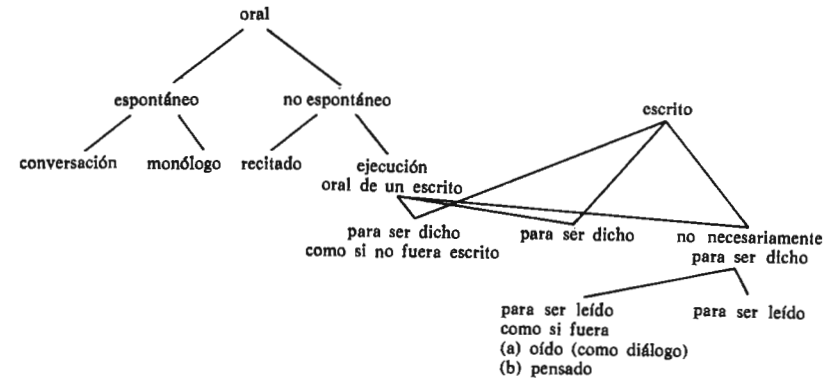 oral
espontáneo
no espontáneo
escrito
conversación
monólogo
recitado
ejecución
oral de un escrito
para ser dicho
como si no fuera escrito
para ser dicho
no necesariamente
para ser dicho
para ser leído
como si fuera
(a) oído (como diálogo)
(b) pensado
para ser leído